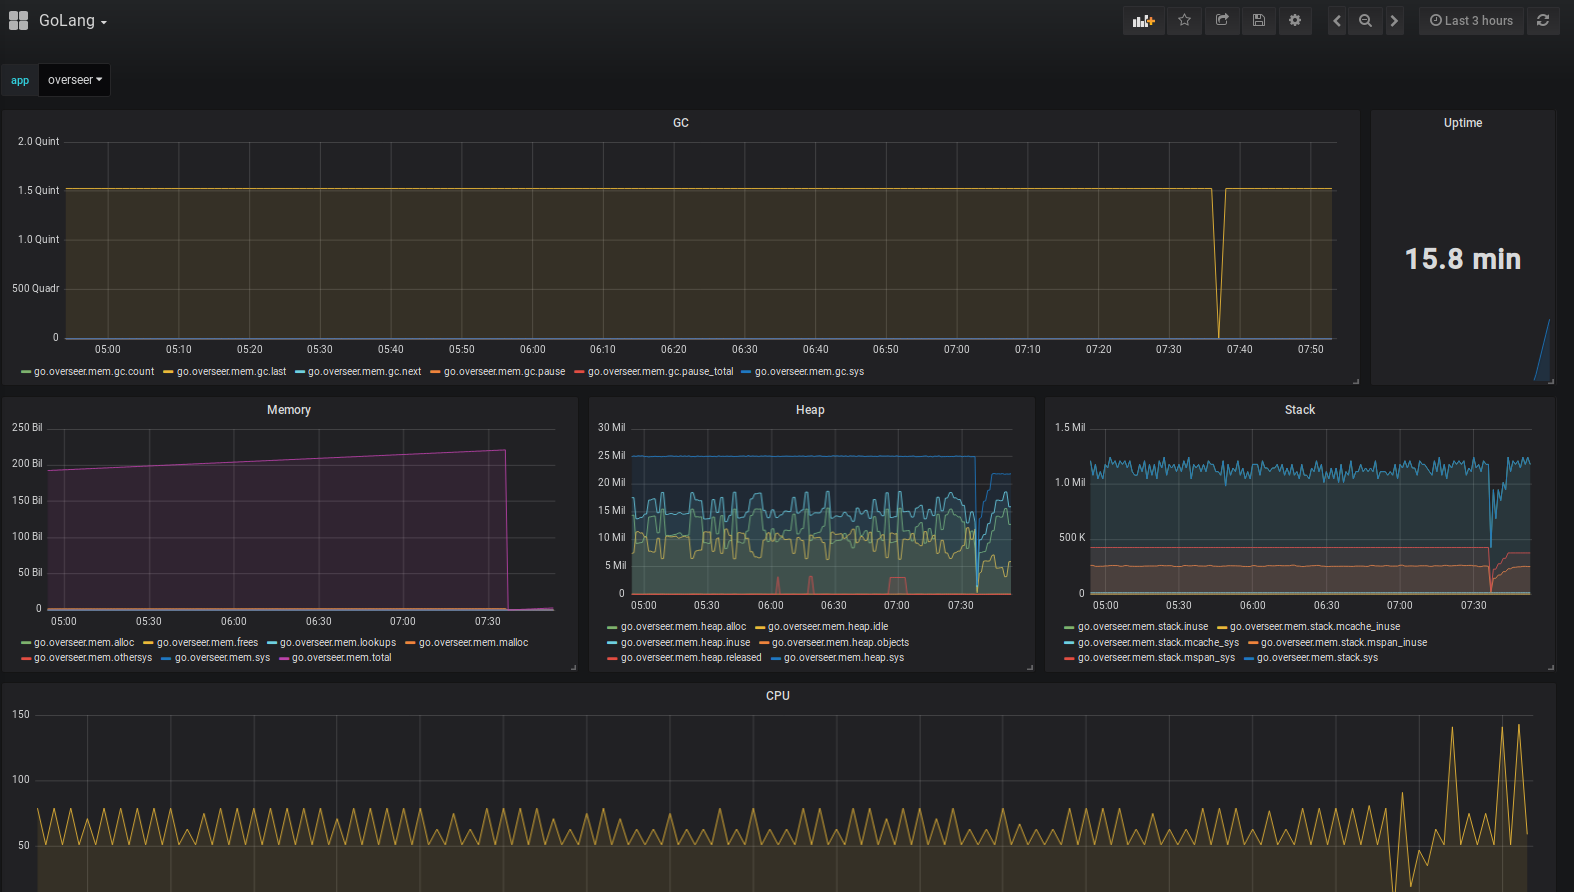 GoLang
Last 3 hours
app overseer
GC
2.0 Quint
1.5 Quint
1.0 Quint
500 Quadr
0
05:00 05:10 05:20 05:30 05:40 05:50 06:00 06:10 06:20 06:30 06:40 06:50 07:00 07:10 07:20 07:30 07:40 07:50
go.overseer.mem.gc.count go.overseer.mem.gc.last go.overseer.mem.gc.next go.overseer.mem.gc.pause go.overseer.mem.gc.pause_total go.overseer.mem.gc.sys
Uptime
15.8 min
Memory
250 Bil
200 Bil
150 Bil
100 Bil
50 Bil
0
05:00 05:30 06:00 06:30 07:00 07:30
go.overseer.mem.alloc go.overseer.mem.frees go.overseer.mem.lookups go.overseer.mem.malloc
go.overseer.mem.othersys go.overseer.mem.sys go.overseer.mem.total
Heap
30 Mil
25 Mil
20 Mil
15 Mil
10 Mil
5 Mil
0
05:00 05:30 06:00 06:30 07:00 07:30
go.overseer.mem.heap.alloc go.overseer.mem.heap.idle
go.overseer.mem.heap.inuse go.overseer.mem.heap.objects
go.overseer.mem.heap.released go.overseer.mem.heap.sys
Stack
1.5 Mil
1.0 Mil
500 K
0
05:00 05:30 06:00 06:30 07:00 07:30
go.overseer.mem.stack.inuse go.overseer.mem.stack.mcache_inuse
go.overseer.mem.stack.mcache_sys go.overseer.mem.stack.mspan_inuse
go.overseer.mem.stack.mspan_sys go.overseer.mem.stack.sys
CPU
150
100
50